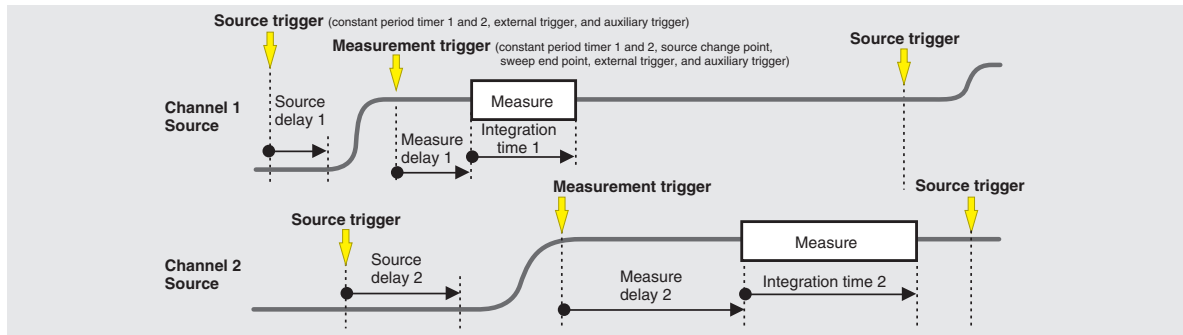 Source trigger (constant period timer 1 and 2, external trigger, and auxiliary trigger)
Measurement trigger (constant period timer 1 and 2, source change point,
sweep end point, external trigger, and auxiliary trigger)
Source trigger
Channel 1
Source
Source
delay 1
Measure
Measure
delay 1
Integration
time 1
Measurement trigger
Source trigger
Source trigger
Channel 2
Source
Source
delay 2
Measure
Measure
delay 2
Integration time 2